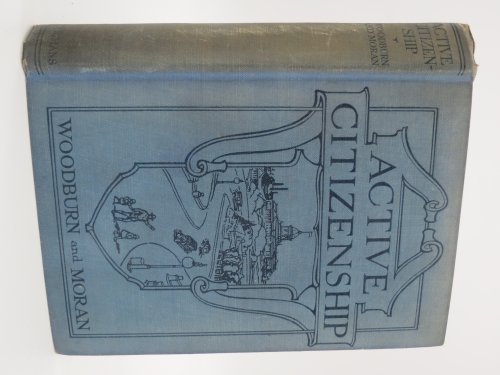 ACTIVE
CITIZEN-
SHIP
WOODBURN
AND MORAN
ACTIVE
CITIZENSHIP
WOODBURN and MORAN